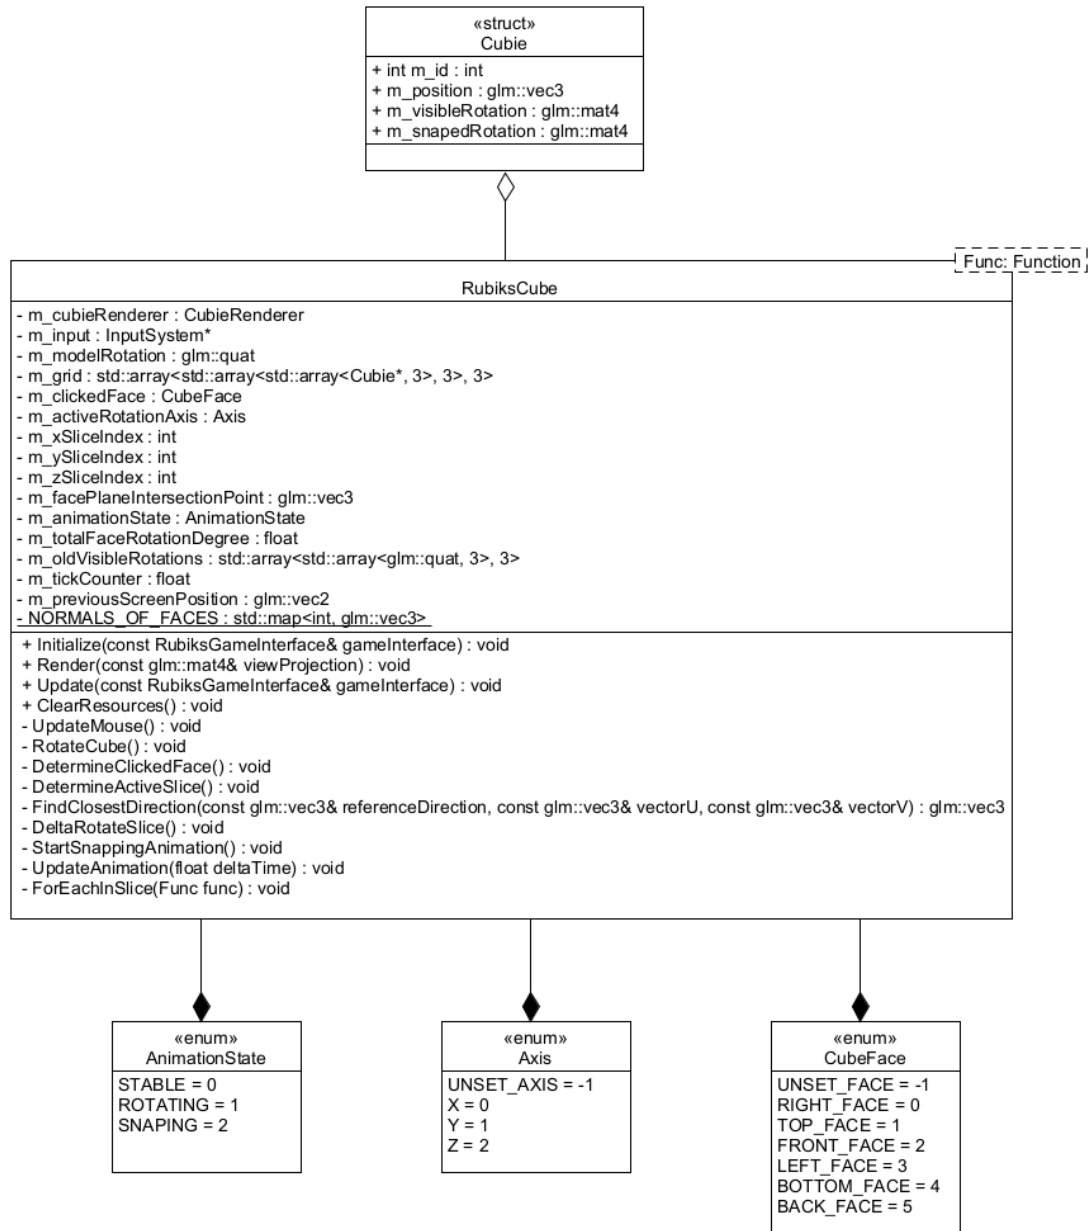 «struct»
Cubie
+ int m_id : int
+ m_position : glm::vec3
+ m_visibleRotation : glm::mat4
+ m_snapedRotation : glm::mat4
Func: Function
RubiksCube
- m_cubieRenderer : CubieRenderer
- m_input : InputSystem*
- m_modelRotation : glm::quat
- m_grid : std::array<std::array<std::array<Cubie*, 3>, 3>, 3>
- m_clickedFace : CubeFace
- m_activeRotationAxis : Axis
- m_xSliceIndex : int
- m_ySliceIndex : int
- m_zSliceIndex : int
- m_facePlaneIntersectionPoint : glm::vec3
- m_animationState : AnimationState
- m_totalFaceRotationDegree : float
- m_oldVisibleRotations : std::array<std::array<glm::quat, 3>, 3>
- m_tickCounter : float
- m_previousScreenPosition : glm::vec2
- NORMALS_OF_FACES : std::map<int, glm::vec3>
+ Initialize(const RubiksGameInterface& gameInterface) : void
+ Render(const glm::mat4& viewProjection) : void
+ Update(const RubiksGameInterface& gameInterface) : void
+ ClearResources() : void
- UpdateMouse() : void
- RotateCube() : void
- DetermineClickedFace() : void
- DetermineActiveSlice() : void
- FindClosestDirection(const glm::vec3& referenceDirection, const glm::vec3& vectorU, const glm::vec3& vectorV) : glm::vec3
- DeltaRotateSlice() : void
- StartSnappingAnimation() : void
- UpdateAnimation(float deltaTime) : void
- ForEachInSlice(Func func) : void
«enum»
AnimationState
STABLE = 0
ROTATING = 1
SNAPING = 2
«enum»
Axis
UNSET_AXIS = -1
X = 0
Y = 1
Z = 2
«enum»
CubeFace
UNSET_FACE = -1
RIGHT_FACE = 0
TOP_FACE = 1
FRONT_FACE = 2
LEFT_FACE = 3
BOTTOM_FACE = 4
BACK_FACE = 5